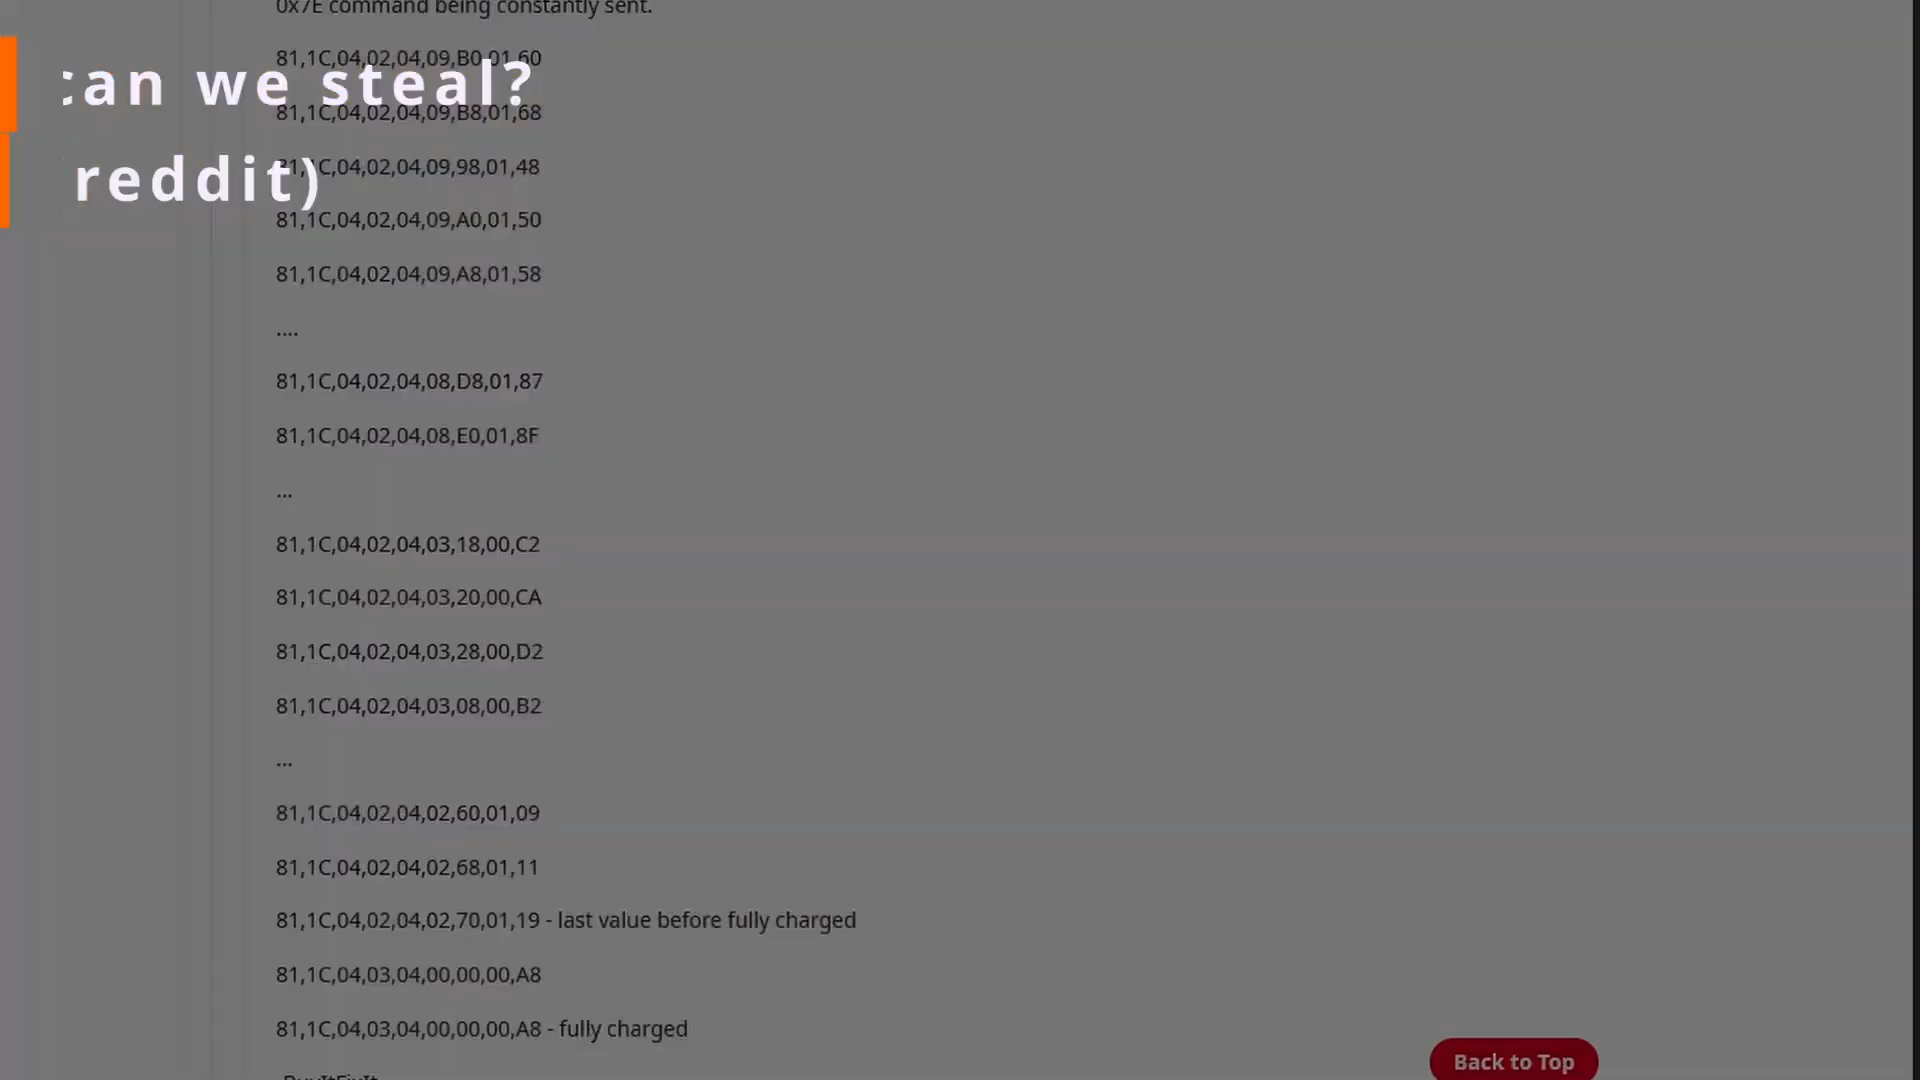 0x7E command being constantly sent.
can we steal?
reddit)
81,1C,04,02,04,09,B0,01,60
81,1C,04,02,04,09,B8,01,68
81,1C,04,02,04,09,98,01,48
81,1C,04,02,04,09,A0,01,50
81,1C,04,02,04,09,A8,01,58
....
81,1C,04,02,04,08,D8,01,87
81,1C,04,02,04,08,E0,01,8F
...
81,1C,04,02,04,03,18,00,C2
81,1C,04,02,04,03,20,00,CA
81,1C,04,02,04,03,28,00,D2
81,1C,04,02,04,03,08,00,B2
...
81,1C,04,02,04,02,60,01,09
81,1C,04,02,04,02,68,01,11
81,1C,04,02,04,02,70,01,19 - last value before fully charged
81,1C,04,03,04,00,00,00,A8
81,1C,04,03,04,00,00,00,A8 - fully charged
Back to Top